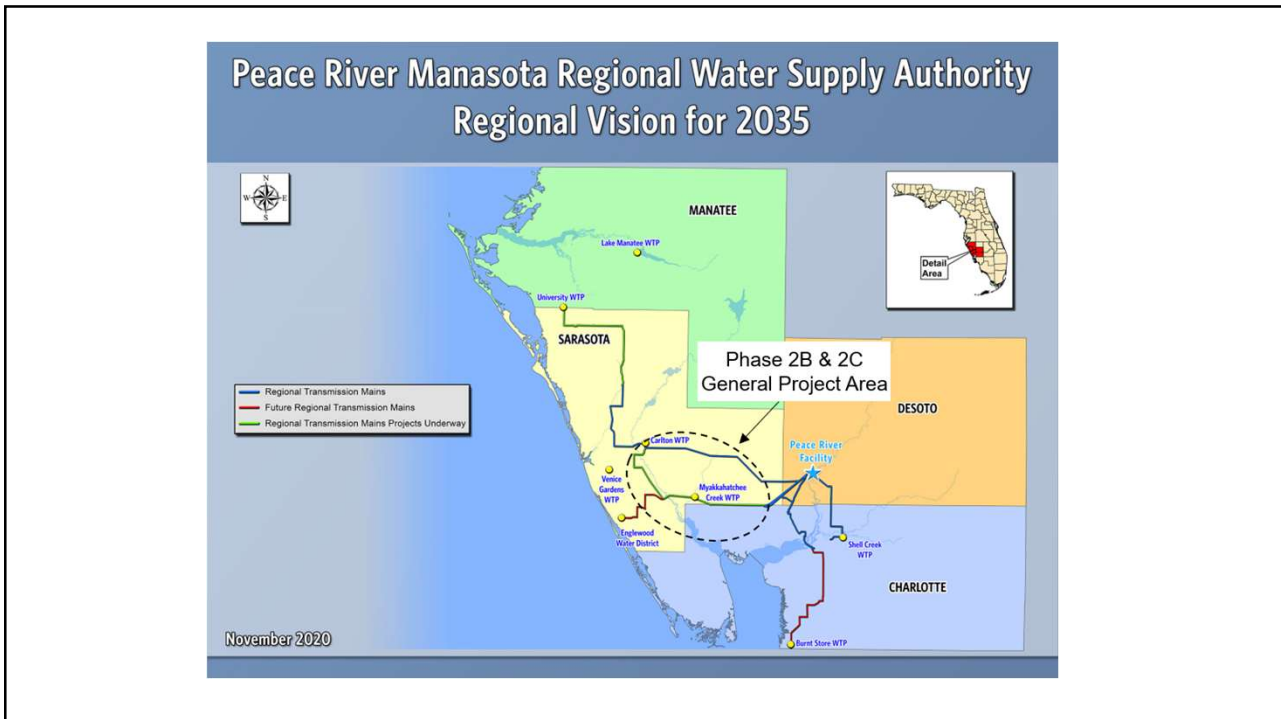 Peace River Manasota Regional Water Supply Authority
Regional Vision for 2035
N
W
E
S
MANATEE
Lake Manatee WTP
Detail
Area
University WTP
SARASOTA
Phase 2B & 2C
General Project Area
Regional Transmission Mains
Future Regional Transmission Mains
Regional Transmission Mains Projects Underway
DESOTO
Carlton WTP
Peace River
Facility
Venice
Gardens
WTP
Myakkahatchee
Creek WTP
Englewood
Water District
Shell Creek
WTP
CHARLOTTE
November 2020
Burnt Store WTP